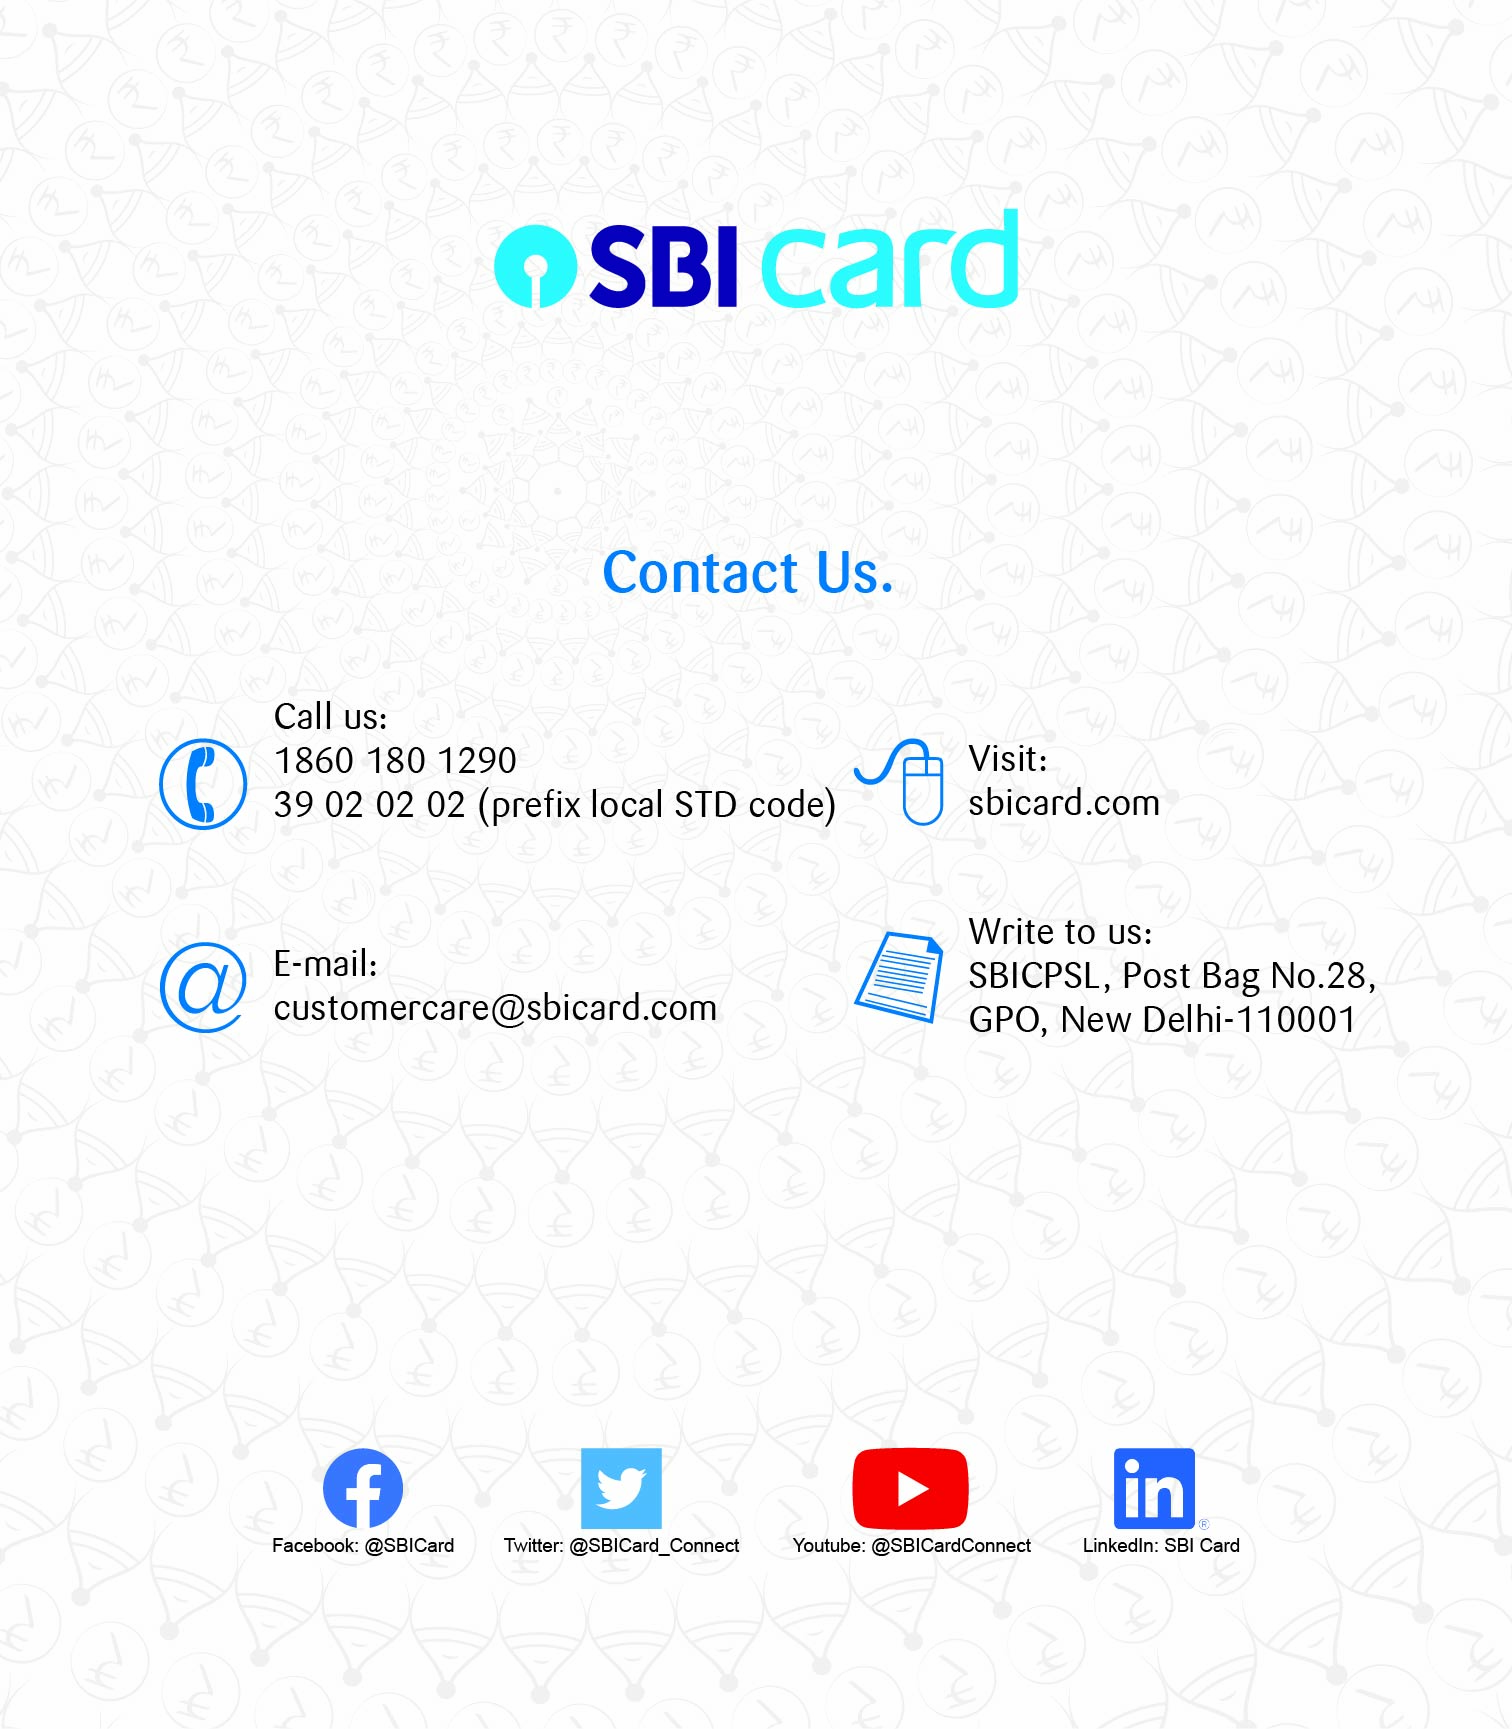 SBI card
Contact Us.
Call us:
1860 180 1290
39 02 02 02 (prefix local STD code)
Visit:
sbicard.com
E-mail:
customercare@sbicard.com
Write to us:
SBICPSL, Post Bag No.28,
GPO, New Delhi-110001
Facebook: @SBICard
Twitter: @SBICard_Connect
Youtube: @SBICardConnect
LinkedIn: SBI Card